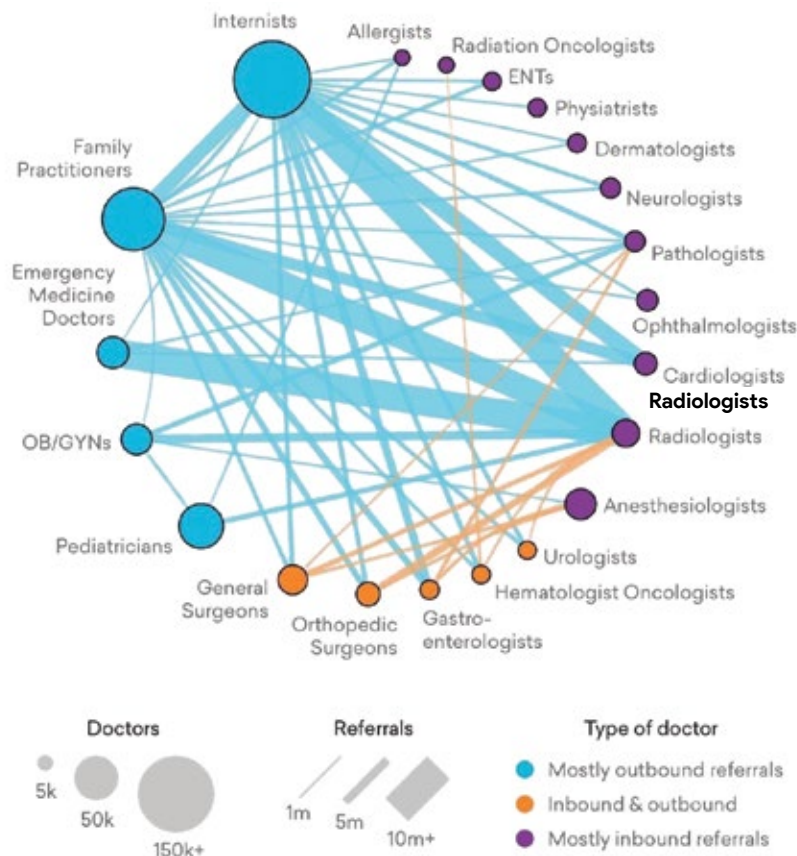 Internists
Allergists
Radiation Oncologists
ENTs
Physiatrists
Dermatologists
Neurologists
Pathologists
Ophthalmologists
Cardiologists
Radiologists
Radiologists
Anesthesiologists
Urologists
Hematologist Oncologists
Gastro-
enterologists
Orthopedic
Surgeons
General
Surgeons
Pediatricians
OB/GYNs
Emergency
Medicine
Doctors
Family
Practitioners
Doctors
5k
50k
150k+
Referrals
1m
5m
10m+
Type of doctor
Mostly outbound referrals
Inbound & outbound
Mostly inbound referrals